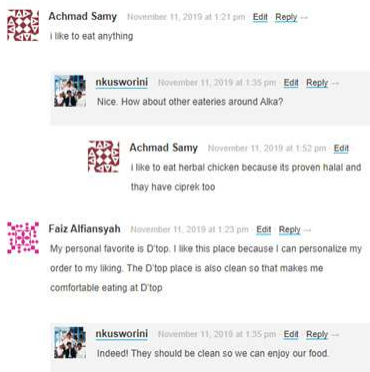 Achmad Samy November 11, 2019 at 1:21 pm Edit Reply →
i like to eat anything
nkusworini November 11, 2019 at 1:35 pm · Edit · Reply →
Nice. How about other eateries around Alka?
Achmad Samy November 11, 2019 at 1:52 pm · Edit ·
i like to eat herbal chicken because its proven halal and
thay have ciprek too
Faiz Alfiansyah November 11, 2019 at 1:23 pm · Edit · Reply →
My personal favorite is D'top. I like this place because I can personalize my
order to my liking. The D'top place is also clean so that makes me
comfortable eating at D'top
nkusworini November 11, 2019 at 1:35 pm · Edit · Reply →
Indeed! They should be clean so we can enjoy our food.